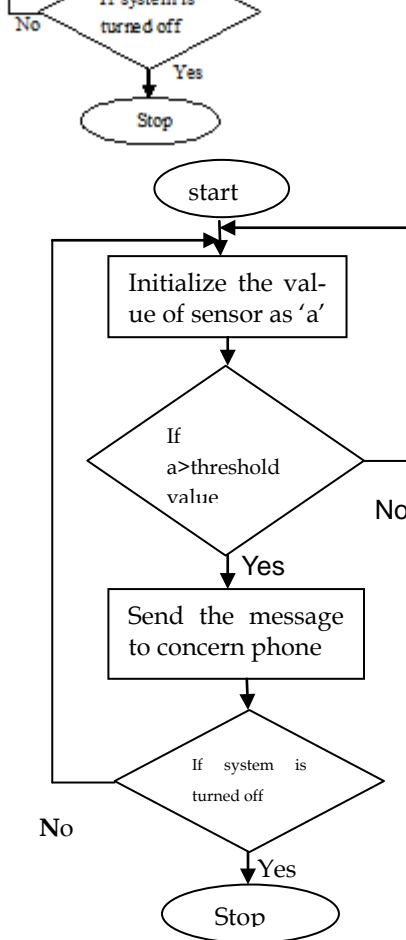 If system is
No
turned off
Yes
Stop
start
Initialize the val-
ue of sensor as ‘a’
If
a>threshold
value
No
Yes
Send the message
to concern phone
If system is
turned off
No
Yes
Stop